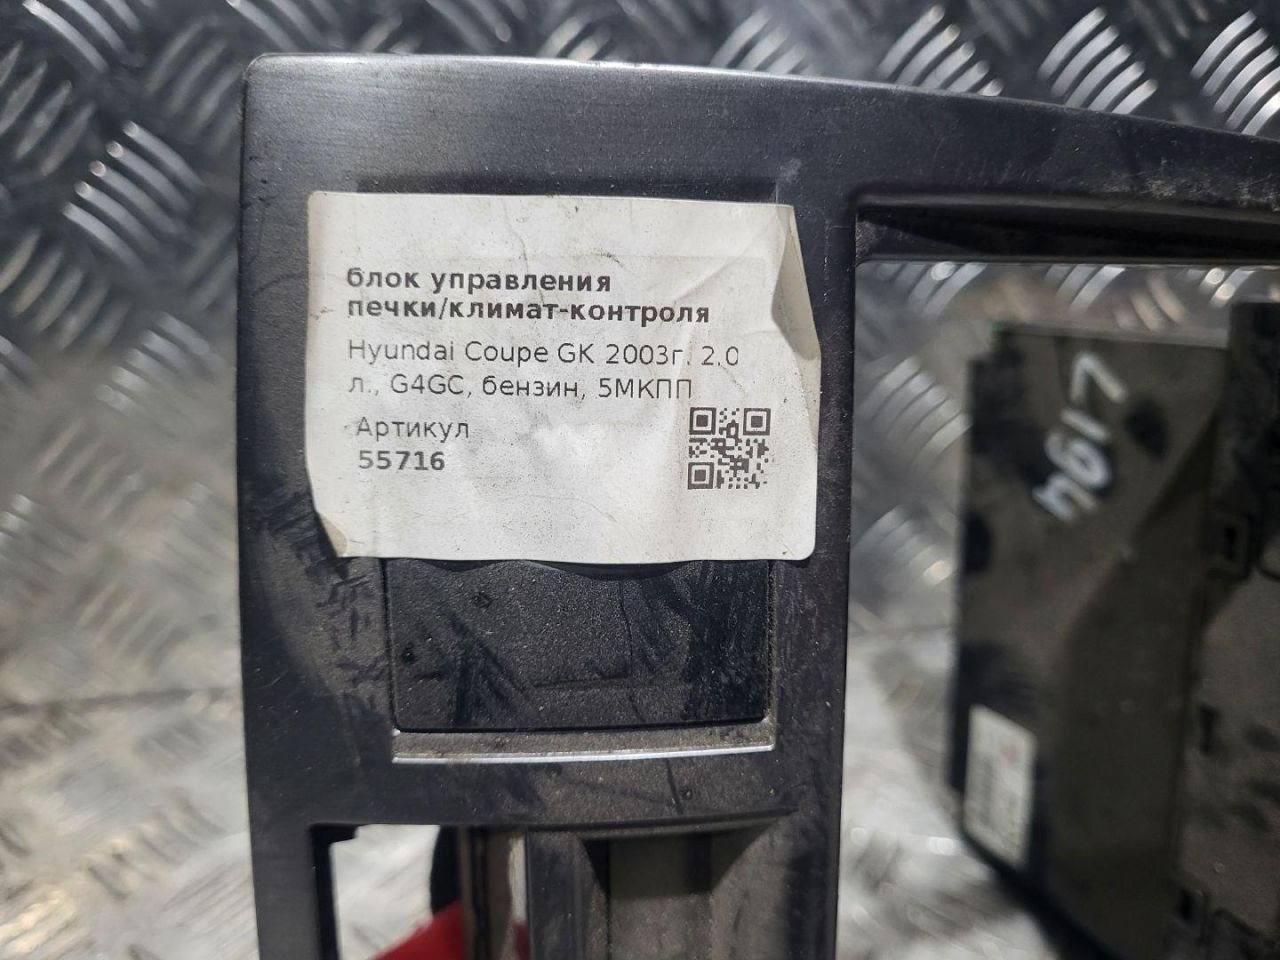 блок управления
печки/климат-контроля
Hyundai Coupe GK 2003г. 2.0
л., G4GC, бензин, 5МКПП
Артикул
55716